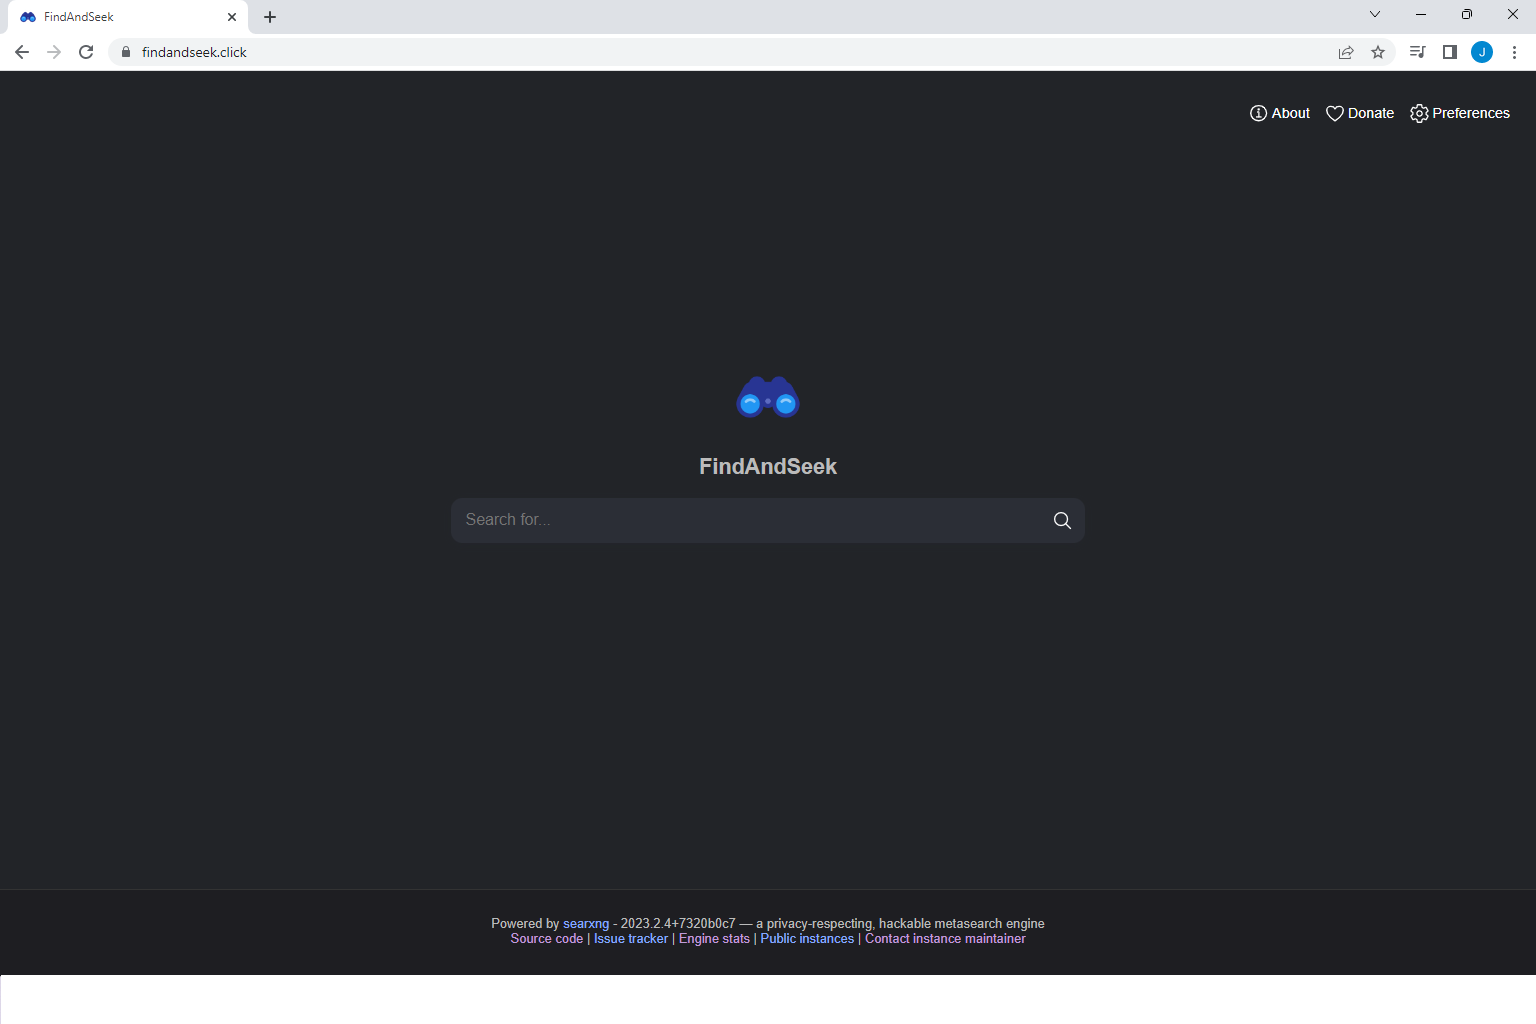 FindAndSeek
findandseek.click
J
About Donate Preferences
FindAndSeek
Search for...
Powered by searxng - 2023.2.4+7320b0c7 — a privacy-respecting, hackable metasearch engine
Source code | Issue tracker | Engine stats | Public instances | Contact instance maintainer